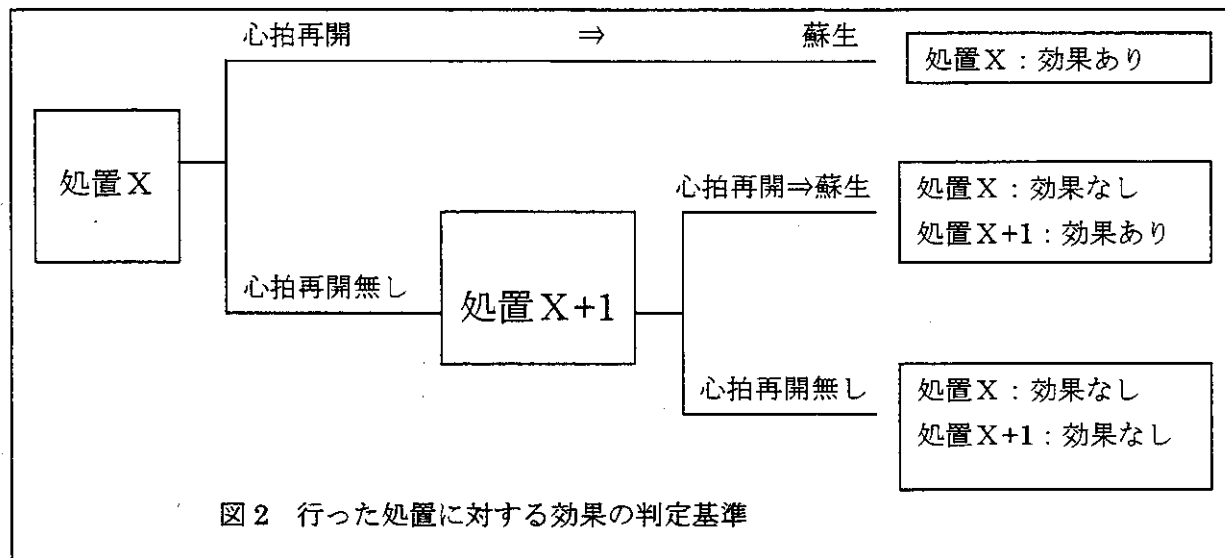 心拍再開 ⇒ 蘇生
処置X：効果あり
処置X
心拍再開⇒蘇生
処置X：効果なし
処置X+1：効果あり
心拍再開無し
処置X+1
心拍再開無し
処置X：効果なし
処置X+1：効果なし
図2 行った処置に対する効果の判定基準